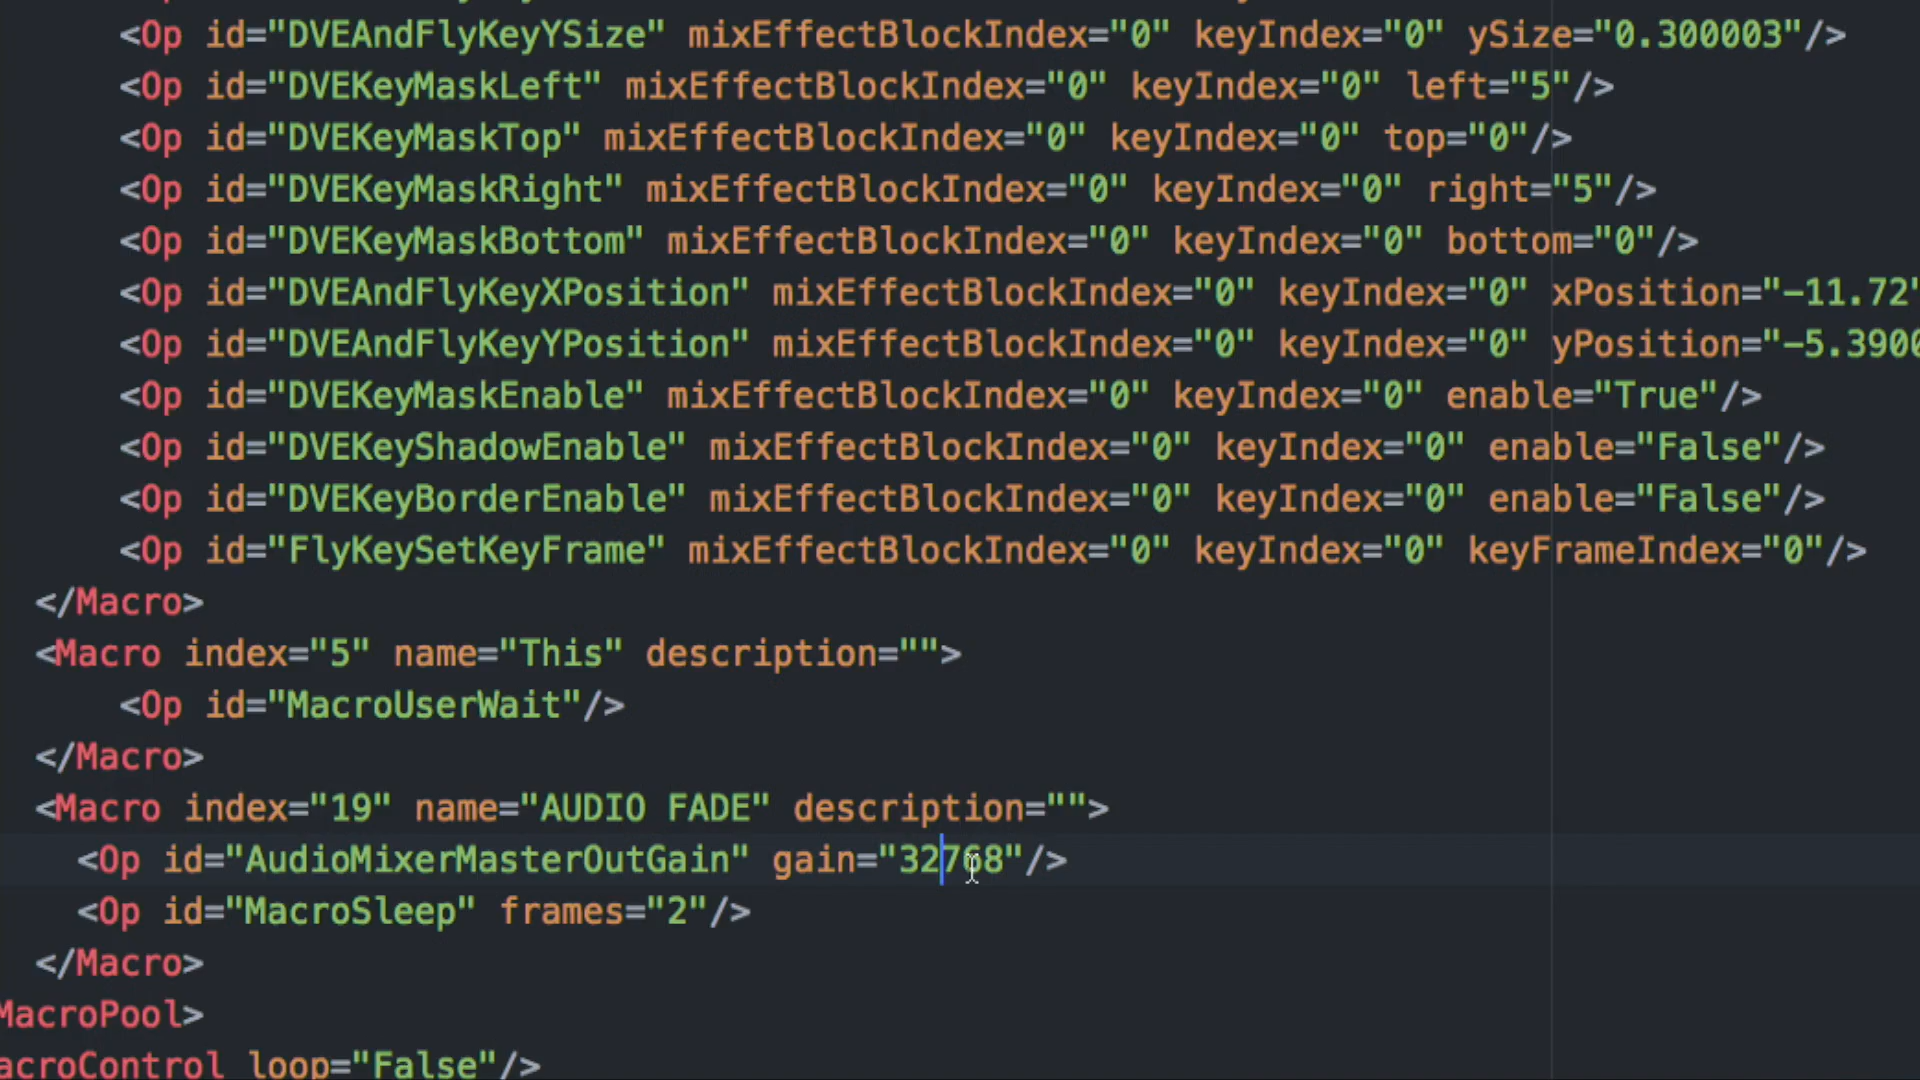 <Op id="DVEAndFlyKeyYSize" mixEffectBlockIndex="0" keyIndex="0" ySize="0.300003"/>
<Op id="DVEKeyMaskLeft" mixEffectBlockIndex="0" keyIndex="0" left="5"/>
<Op id="DVEKeyMaskTop" mixEffectBlockIndex="0" keyIndex="0" top="0"/>
<Op id="DVEKeyMaskRight" mixEffectBlockIndex="0" keyIndex="0" right="5"/>
<Op id="DVEKeyMaskBottom" mixEffectBlockIndex="0" keyIndex="0" bottom="0"/>
<Op id="DVEAndFlyKeyXPosition" mixEffectBlockIndex="0" keyIndex="0" xPosition="-11.72"
<Op id="DVEAndFlyKeyYPosition" mixEffectBlockIndex="0" keyIndex="0" yPosition="-5.3900
<Op id="DVEKeyMaskEnable" mixEffectBlockIndex="0" keyIndex="0" enable="True"/>
<Op id="DVEKeyShadowEnable" mixEffectBlockIndex="0" keyIndex="0" enable="False"/>
<Op id="DVEKeyBorderEnable" mixEffectBlockIndex="0" keyIndex="0" enable="False"/>
<Op id="FlyKeySetKeyFrame" mixEffectBlockIndex="0" keyIndex="0" keyFrameIndex="0"/>
</Macro>
<Macro index="5" name="This" description="">
<Op id="MacroUserWait"/>
</Macro>
<Macro index="19" name="AUDIO FADE" description="">
<Op id="AudioMixerMasterOutGain" gain="32768"/>
<Op id="MacroSleep" frames="2"/>
</Macro>
MacroPool>
acroControl loop="False"/>